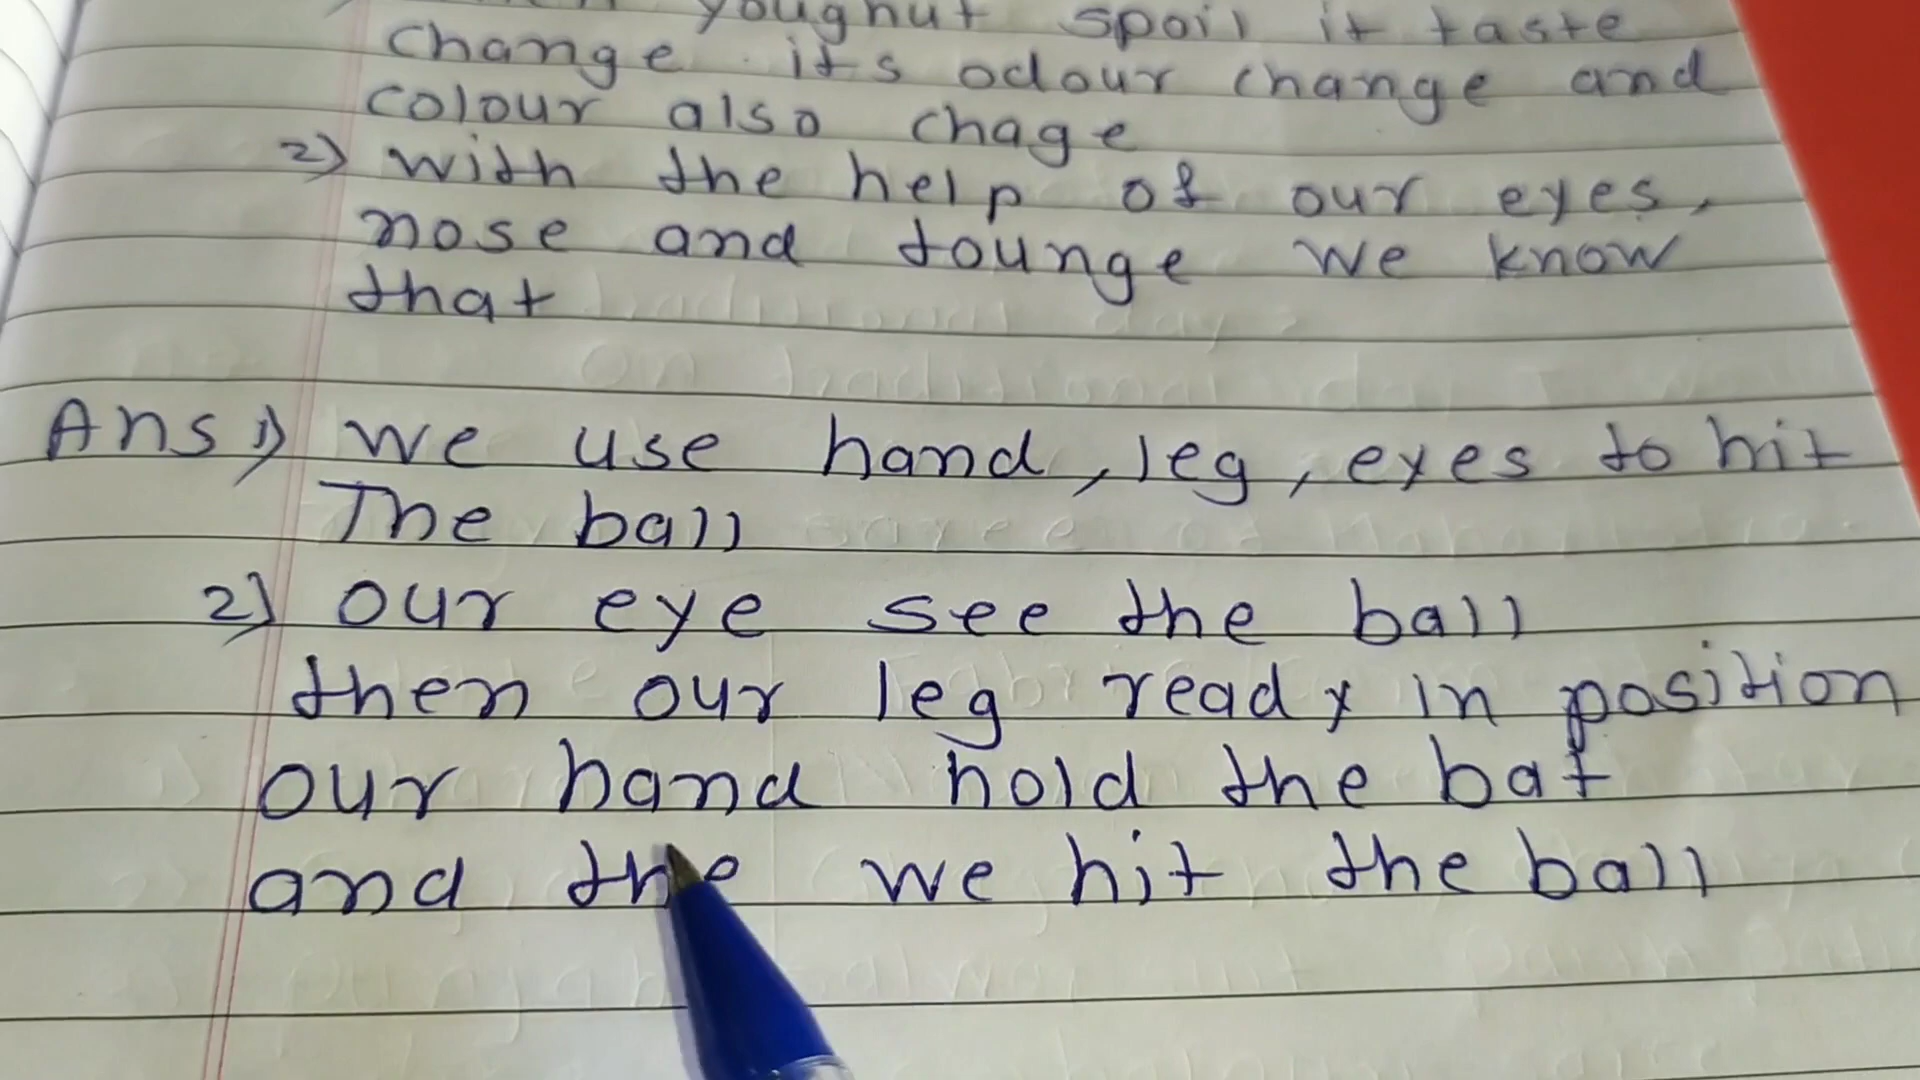 youghut spoil it taste
change. its odour change and
colour also chage
2) with the help of our eyes,
nose and tounge we know
that
Ans 1) we use hand, leg, eyes to hit
The ball
2) our eye see the ball
then our leg ready in position
our hand hold the bat
and the we hit the ball